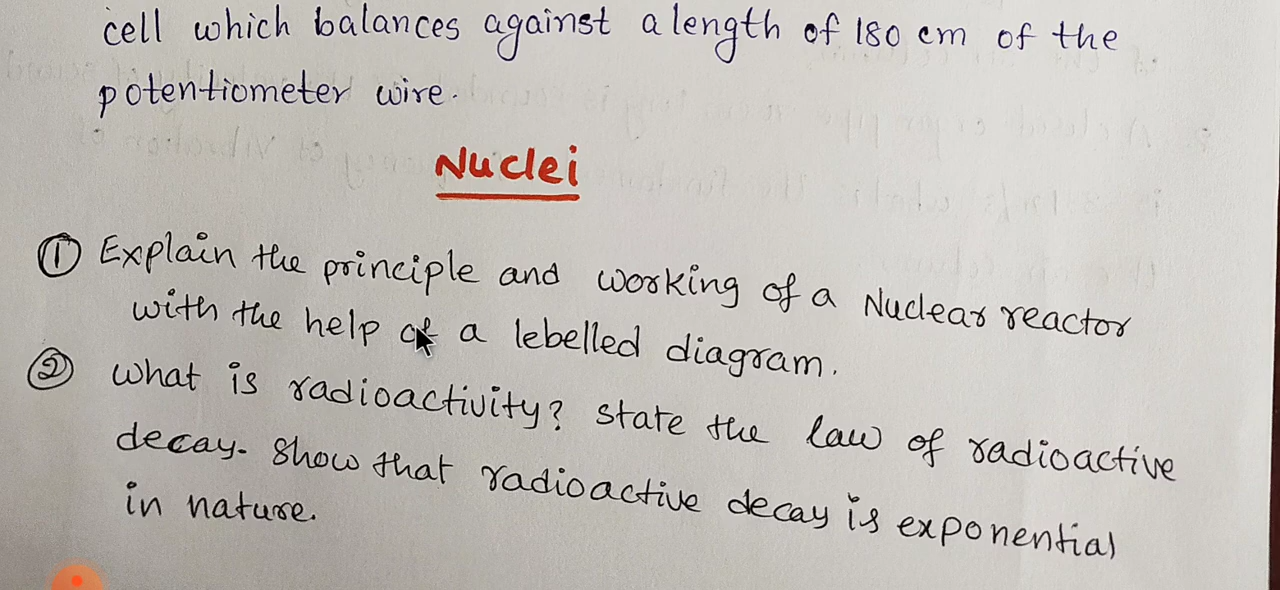 cell which balances against a length of 180 cm of the
potentiometer wire.
Nuclei
① Explain the principle and working of a Nuclear reactor
with the help of a lebelled diagram.
② What is radioactivity? state the law of radioactive
decay. Show that radioactive decay is exponential
in nature.